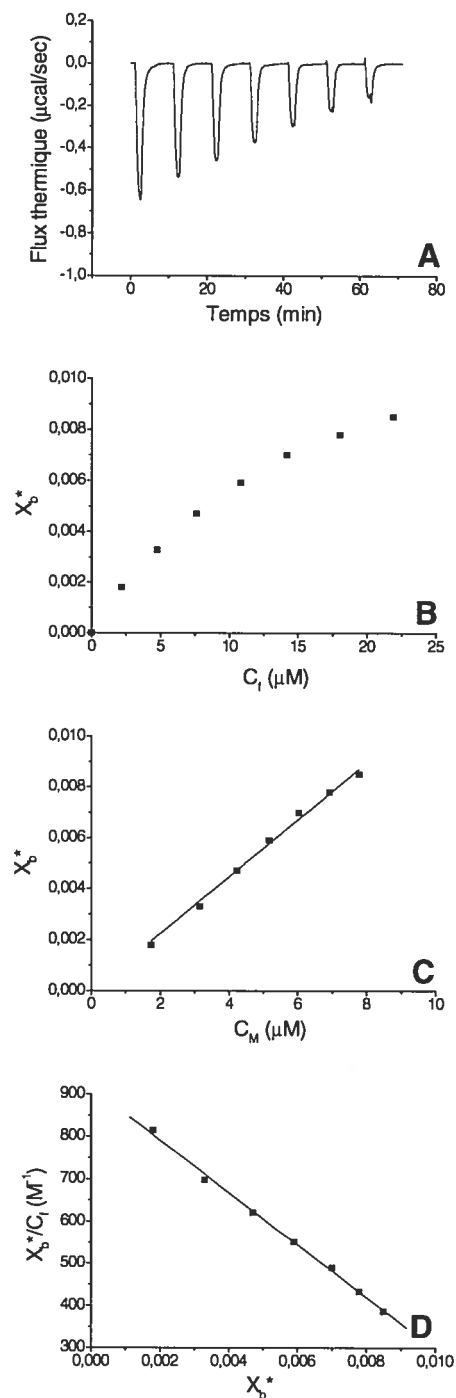 0,2
0,0
-0,2
-0,4
-0,6
-0,8
-1,0
Flux thermique (μcal/sec)
A
0 20 40 60 80
Temps (min)
0,010
0,008
0,006
0,004
0,002
0,000
X_b*
B
0 5 10 15 20 25
C_f (μM)
0,010
0,008
0,006
0,004
0,002
0,000
X_b*
C
0 2 4 6 8 10
C_M (μM)
900
800
700
600
500
400
300
X_b*/C_f (M⁻¹)
D
0,000 0,002 0,004 0,006 0,008 0,010
X_b*